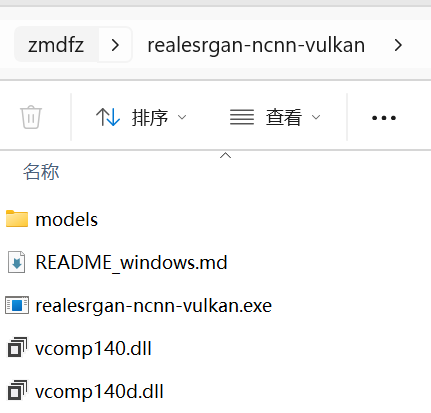 zmdfz > realesrgan-ncnn-vulkan >
排序 查看 •••
名称
models
README_windows.md
realesrgan-ncnn-vulkan.exe
vcomp140.dll
vcomp140d.dll